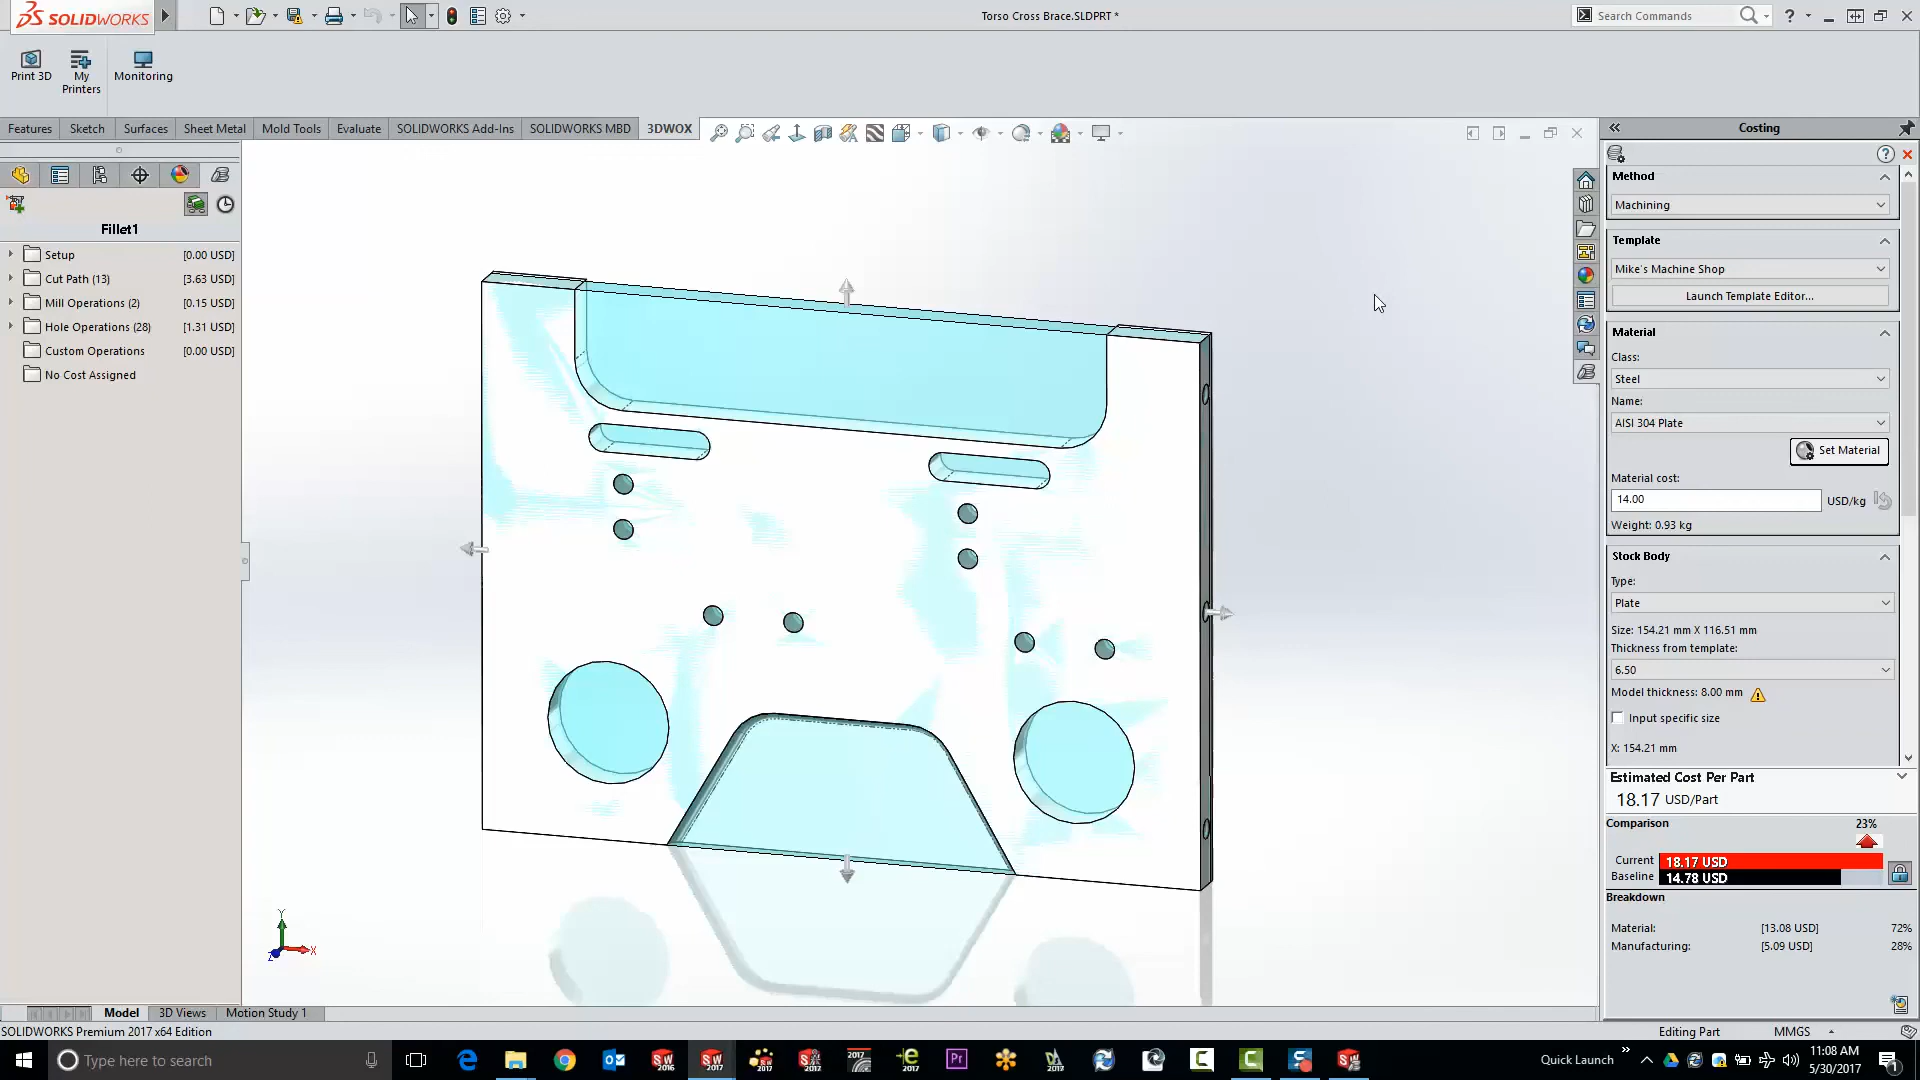 SOLIDWORKS
Torso Cross Brace.SLDPRT *
Search Commands
?
Print 3D
My
Printers
Monitoring
Features
Sketch
Surfaces
Sheet Metal
Mold Tools
Evaluate
SOLIDWORKS Add-Ins
SOLIDWORKS MBD
3DWOX
Costing
Fillet1
Setup [0.00 USD]
Cut Path (13) [3.63 USD]
Mill Operations (2) [0.15 USD]
Hole Operations (28) [1.31 USD]
Custom Operations [0.00 USD]
No Cost Assigned
Method
Machining
Template
Mike's Machine Shop
Launch Template Editor...
Material
Class:
Steel
Name:
AISI 304 Plate
Set Material
Material cost:
14.00 USD/kg
Weight: 0.93 kg
Stock Body
Type:
Plate
Size: 154.21 mm X 116.51 mm
Thickness from template:
6.50
Model thickness: 8.00 mm
Input specific size
X: 154.21 mm
Estimated Cost Per Part
18.17 USD/Part
Comparison 23%
Current 18.17 USD
Baseline 14.78 USD
Breakdown
Material: [13.08 USD] 72%
Manufacturing: [5.09 USD] 28%
Y
X
Z
Model
3D Views
Motion Study 1
SOLIDWORKS Premium 2017 x64 Edition
Editing Part
MMGS
Type here to search
Quick Launch
11:08 AM
5/30/2017